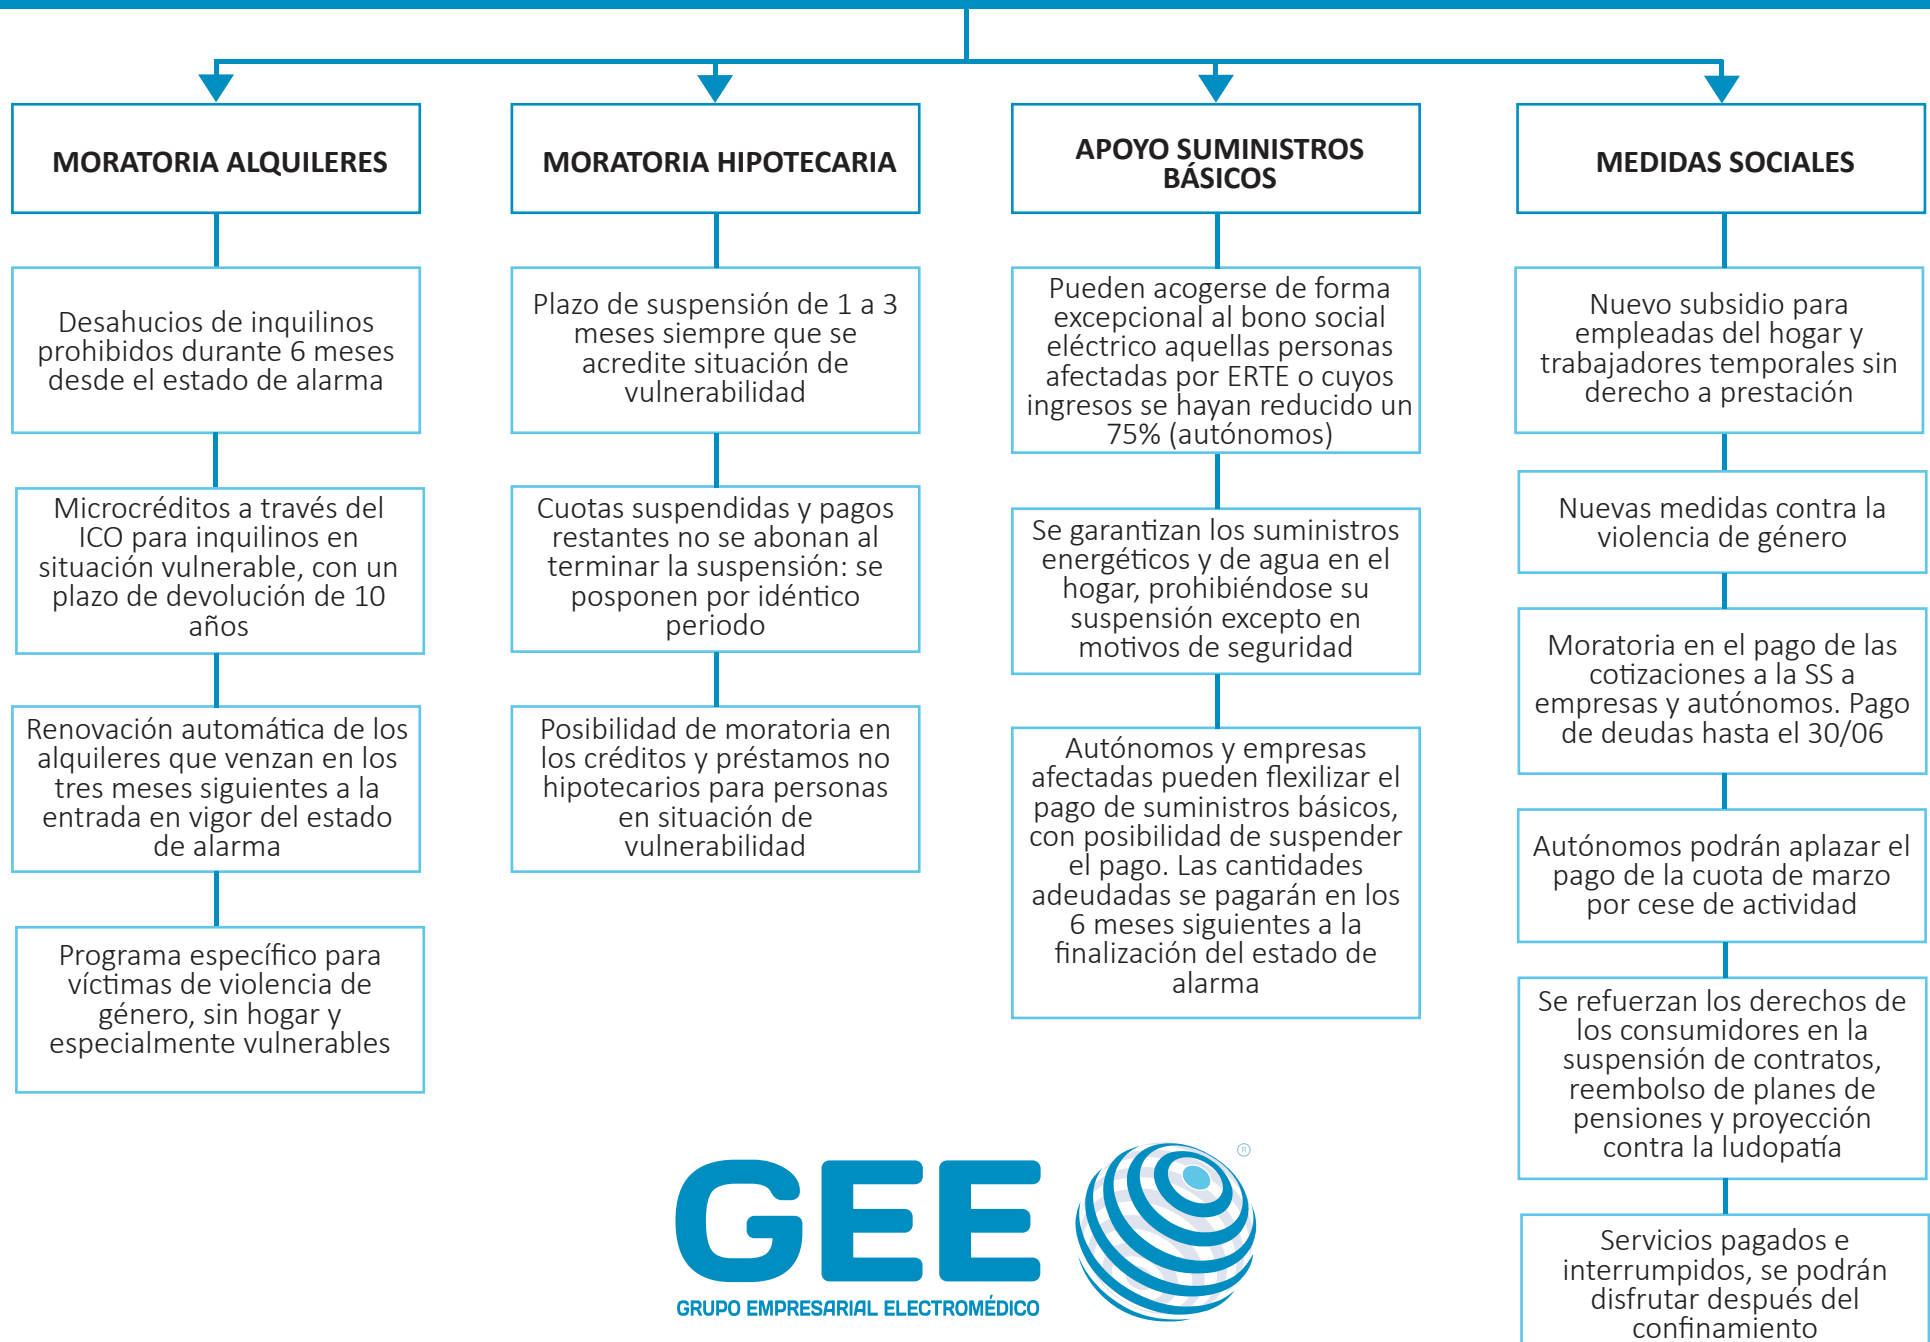 MORATORIA ALQUILERES
Desahucios de inquilinos
prohibidos durante 6 meses
desde el estado de alarma
Microcréditos a través del
ICO para inquilinos en
situación vulnerable, con un
plazo de devolución de 10
años
Renovación automática de los
alquileres que venzan en los
tres meses siguientes a la
entrada en vigor del estado
de alarma
Programa específico para
víctimas de violencia de
género, sin hogar y
especialmente vulnerables
MORATORIA HIPOTECARIA
Plazo de suspensión de 1 a 3
meses siempre que se
acredite situación de
vulnerabilidad
Cuotas suspendidas y pagos
restantes no se abonan al
terminar la suspensión: se
posponen por idéntico
periodo
Posibilidad de moratoria en
los créditos y préstamos no
hipotecarios para personas
en situación de
vulnerabilidad
APOYO SUMINISTROS
BÁSICOS
Pueden acogerse de forma
excepcional al bono social
eléctrico aquellas personas
afectadas por ERTE o cuyos
ingresos se hayan reducido un
75% (autónomos)
Se garantizan los suministros
energéticos y de agua en el
hogar, prohibiéndose su
suspensión excepto en
motivos de seguridad
Autónomos y empresas
afectadas pueden flexilizar el
pago de suministros básicos,
con posibilidad de suspender
el pago. Las cantidades
adeudadas se pagarán en los
6 meses siguientes a la
finalización del estado de
alarma
MEDIDAS SOCIALES
Nuevo subsidio para
empleadas del hogar y
trabajadores temporales sin
derecho a prestación
Nuevas medidas contra la
violencia de género
Moratoria en el pago de las
cotizaciones a la SS a
empresas y autónomos. Pago
de deudas hasta el 30/06
Autónomos podrán aplazar el
pago de la cuota de marzo
por cese de actividad
Se refuerzan los derechos de
los consumidores en la
suspensión de contratos,
reembolso de planes de
pensiones y proyección
contra la ludopatía
Servicios pagados e
interrumpidos, se podrán
disfrutar después del
confinamiento
GEE
®
GRUPO EMPRESARIAL ELECTROMÉDICO